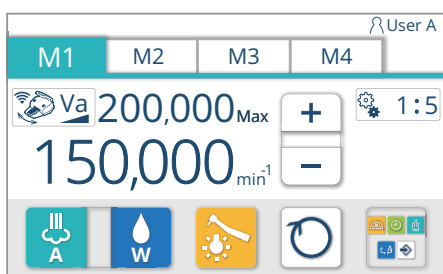 User A
M1 M2 M3 M4
Va 200,000 Max + 1:5
150,000 min-1 −
A W